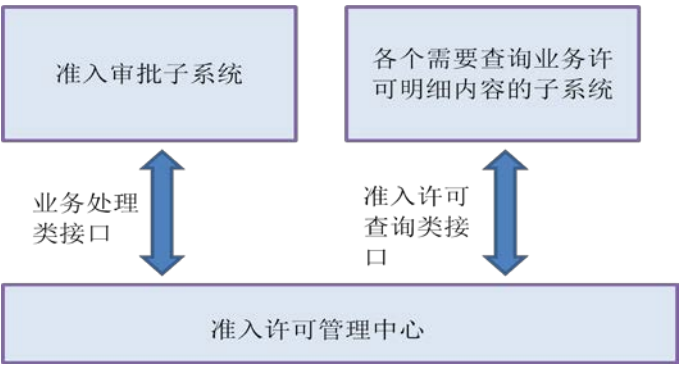 准入审批子系统
各个需要查询业务许
可明细内容的子系统
业务处理
类接口
准入许可
查询类接
口
准入许可管理中心